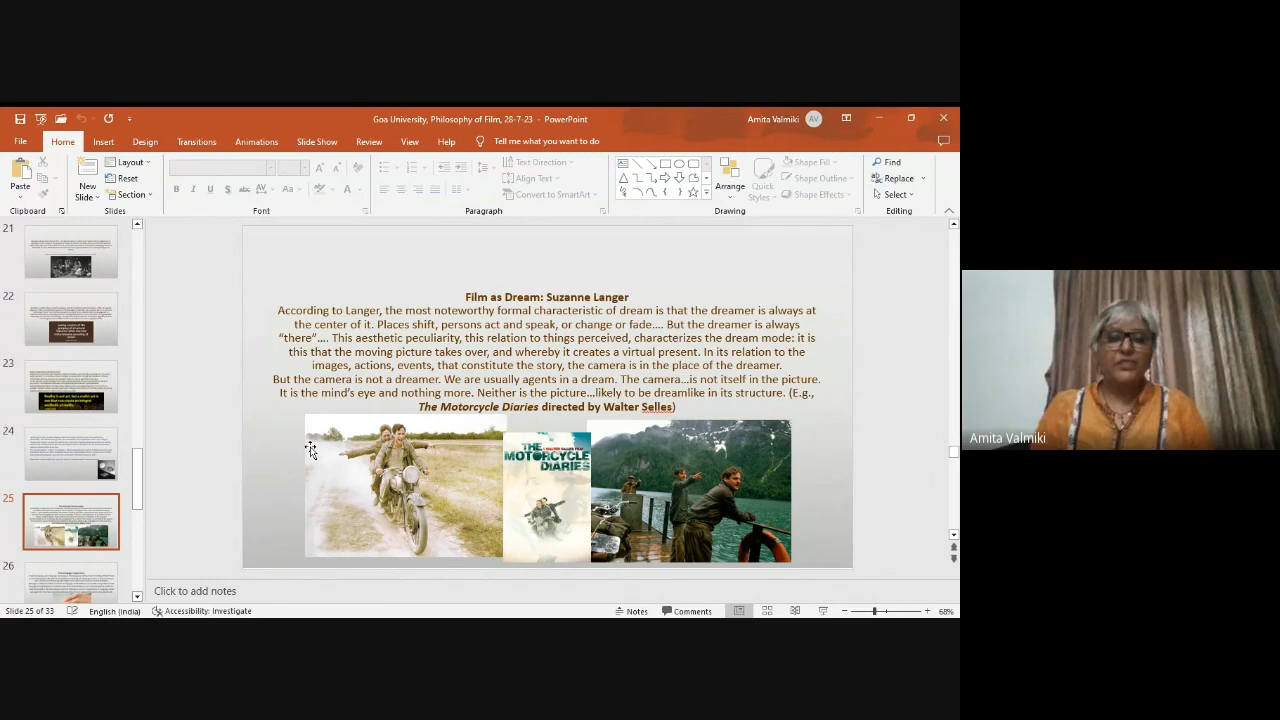 Goa University, Philosophy of Film, 28-7-23 - PowerPoint
Amita Valmiki
AV
File
Home
Insert
Design
Transitions
Animations
Slide Show
Review
View
Help
Tell me what you want to do
Paste
New
Slide
Layout
Reset
Section
Text Direction
Align Text
Convert to SmartArt
Arrange
Quick
Styles
Shape Fill
Shape Outline
Shape Effects
Find
Replace
Select
Clipboard
Slides
Font
Paragraph
Drawing
Editing
21
22
23
24
25
26
Film as Dream: Suzanne Langer
According to Langer, the most noteworthy formal characteristic of dream is that the dreamer is always at
the center of it. Places shift, persons act and speak, or change or fade…. But the dreamer is always
“there”…. This aesthetic peculiarity, this relation to things perceived, characterizes the dream mode: it is
this that the moving picture takes over, and whereby it creates a virtual present. In its relation to the
images, actions, events, that constitute the story, the camera is in the place of the dreamer.
But the camera is not a dreamer. We are usually agents in a dream. The camera…is not itself in the picture.
It is the mind’s eye and nothing more. Neither is the picture…likely to be dreamlike in its structure. (E.g.,
The Motorcycle Diaries directed by Walter Selles)
THE
MOTORCYCLE
DIARIES
Click to add notes
Slide 25 of 33
English (India)
Accessibility: Investigate
Notes
Comments
68%
Amita Valmiki